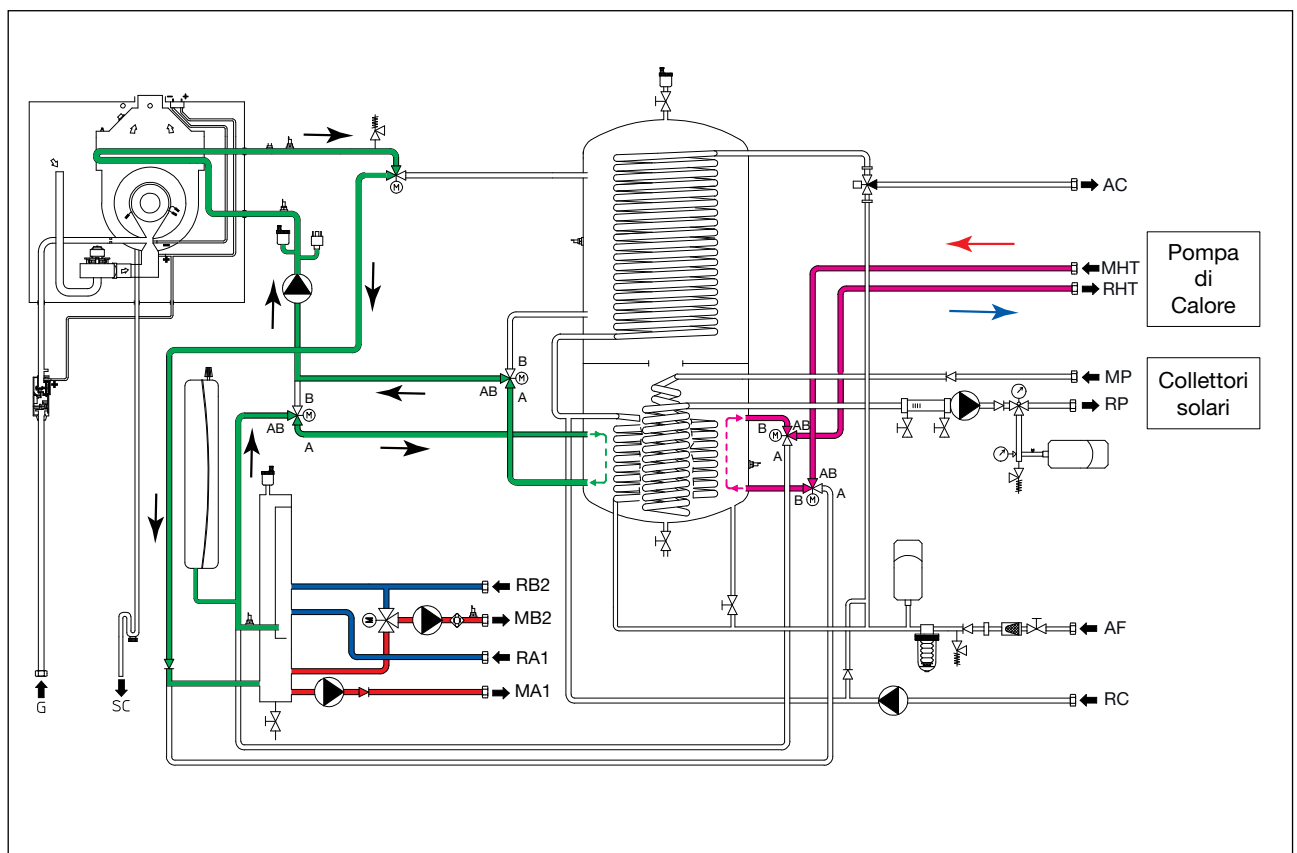 - +
+
+
-
+
M
M
M
M
M
M
M
B
AB
A
B
AB
A
B
AB
A
AB
B
A
AC
MHT
RHT
Pompa
di
Calore
MP
RP
Collettori
solari
RB2
MB2
RA1
MA1
AF
RC
G
SC